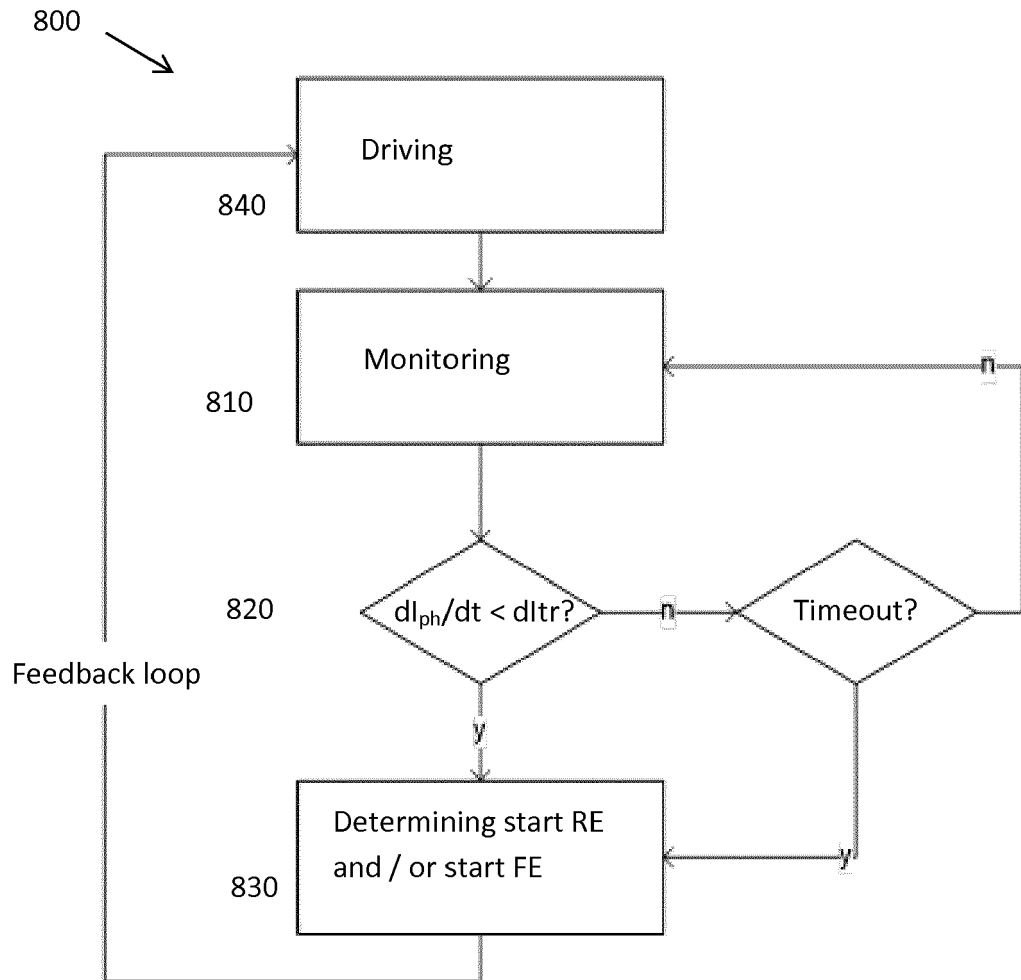 800
Driving
840
Monitoring
n
810
820
dI_ph/dt < dItr?
n
Timeout?
Feedback loop
y
Determining start RE
and / or start FE
y
830